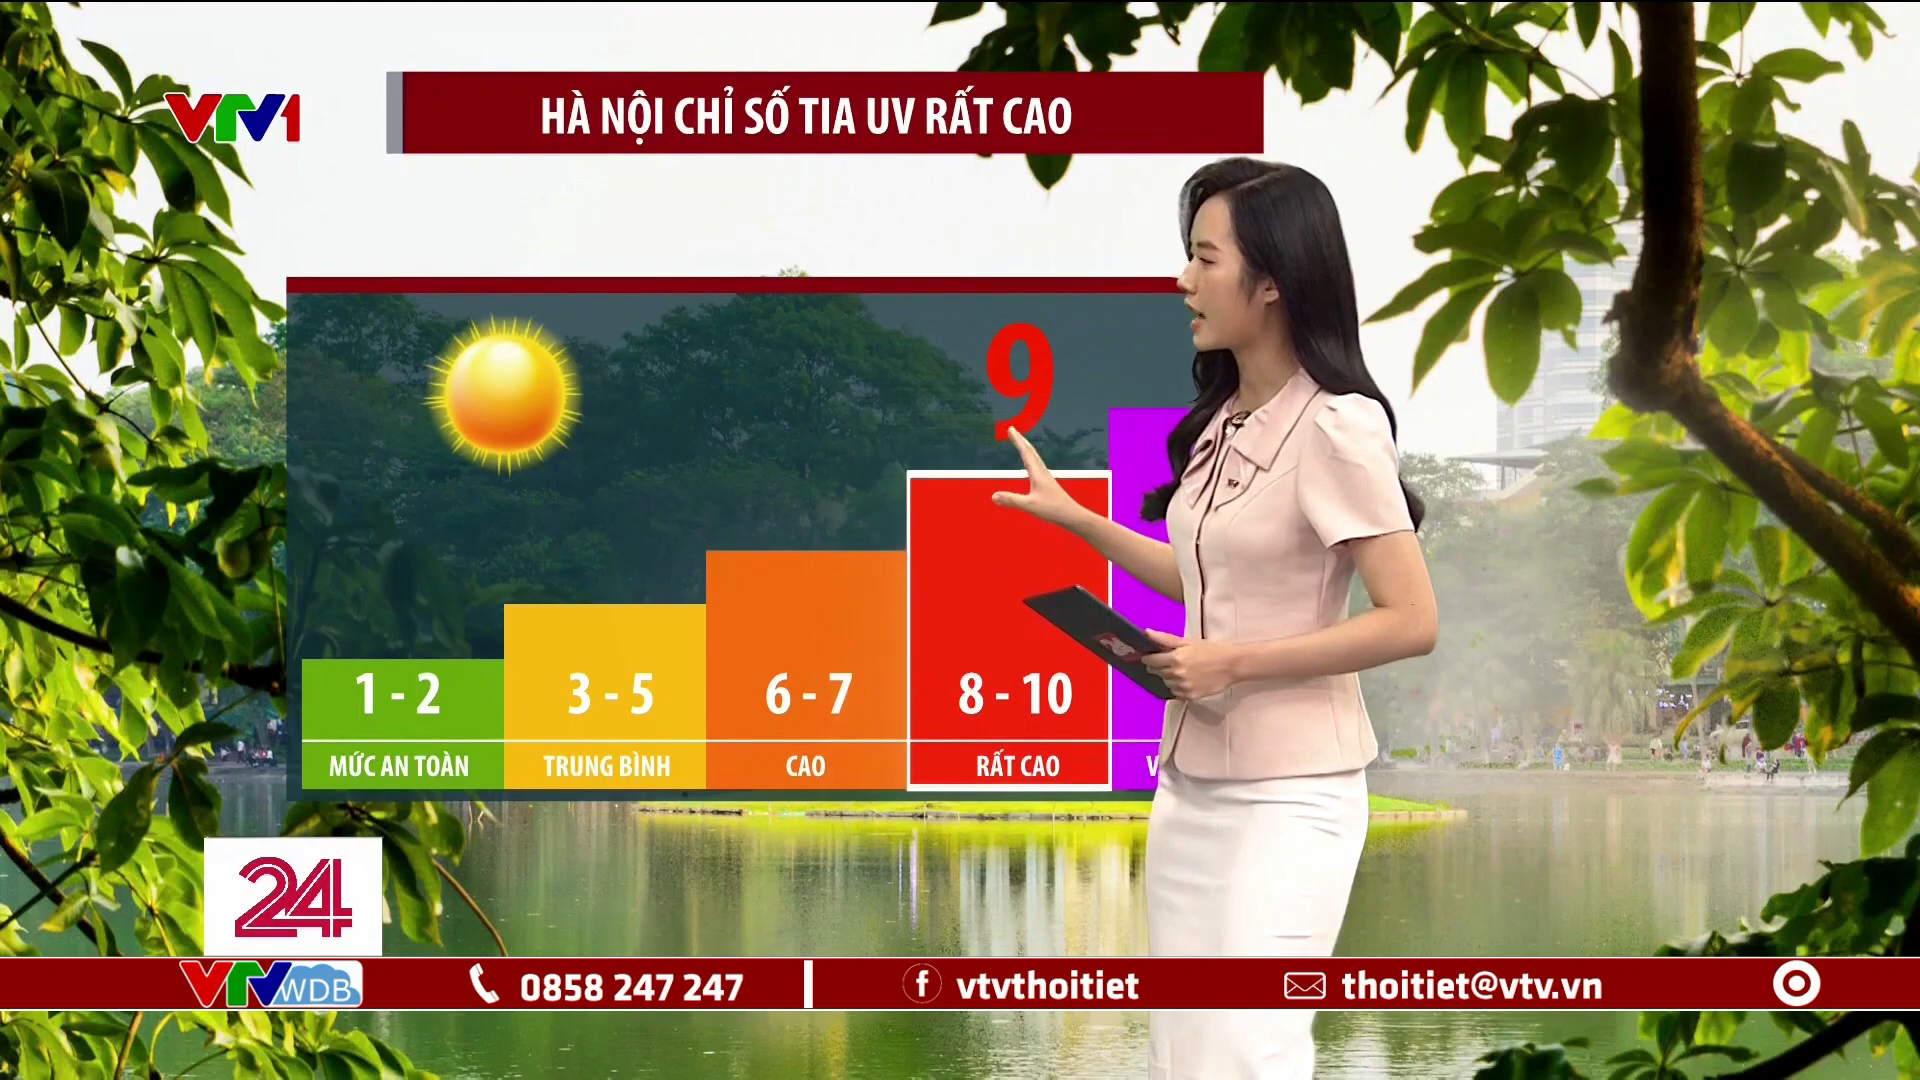 VTV1
HÀ NỘI CHỈ SỐ TIA UV RẤT CAO
9
1 - 2
3 - 5
6 - 7
8 - 10
MỨC AN TOÀN
TRUNG BÌNH
CAO
RẤT CAO
24
VTV WDB
0858 247 247
vtvthoitiet
thoitiet@vtv.vn